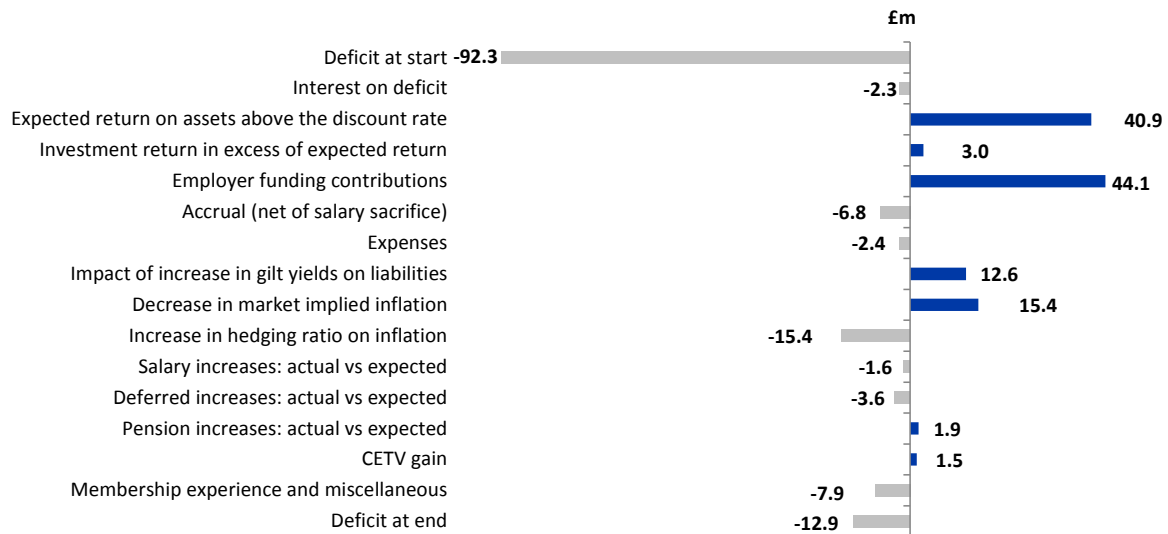 £m
Deficit at start -92.3
Interest on deficit -2.3
Expected return on assets above the discount rate 40.9
Investment return in excess of expected return 3.0
Employer funding contributions 44.1
Accrual (net of salary sacrifice) -6.8
Expenses -2.4
Impact of increase in gilt yields on liabilities 12.6
Decrease in market implied inflation 15.4
Increase in hedging ratio on inflation -15.4
Salary increases: actual vs expected -1.6
Deferred increases: actual vs expected -3.6
Pension increases: actual vs expected 1.9
CETV gain 1.5
Membership experience and miscellaneous -7.9
Deficit at end -12.9